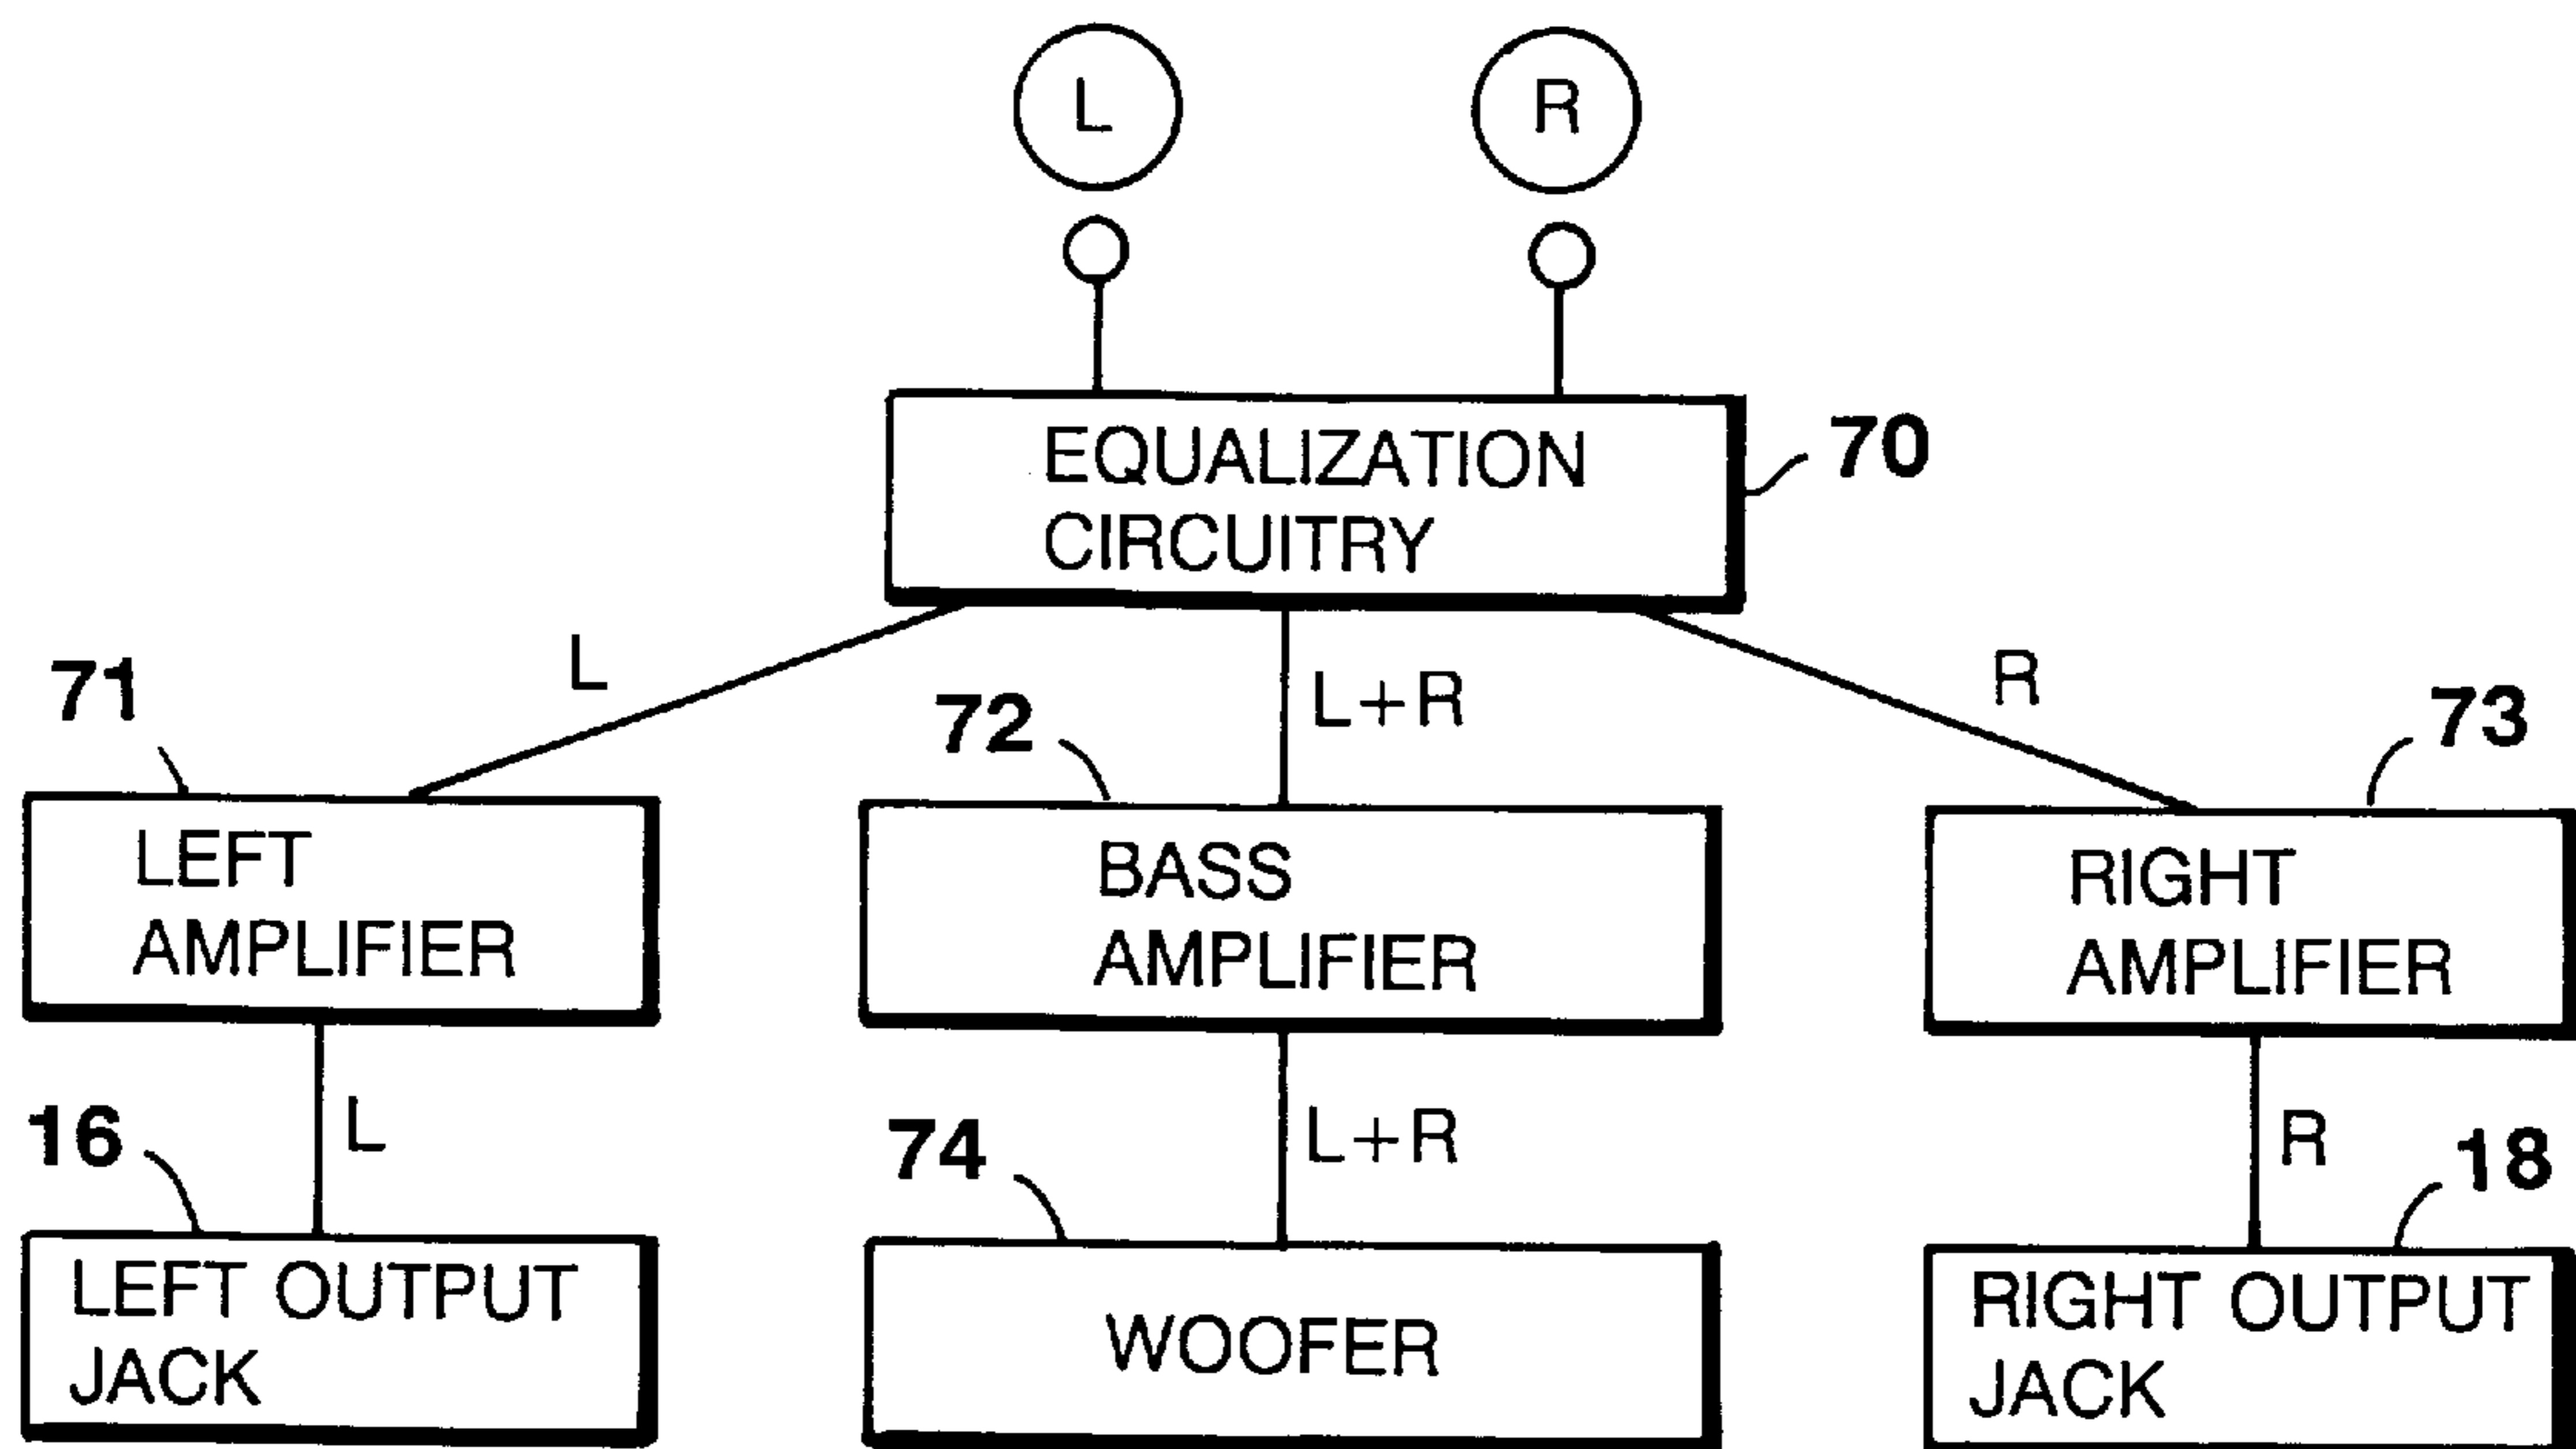 L
R
EQUALIZATION
CIRCUITRY
70
L
L+R
R
71
72
73
LEFT
AMPLIFIER
BASS
AMPLIFIER
RIGHT
AMPLIFIER
L
L+R
R
16
74
18
LEFT OUTPUT
JACK
WOOFER
RIGHT OUTPUT
JACK